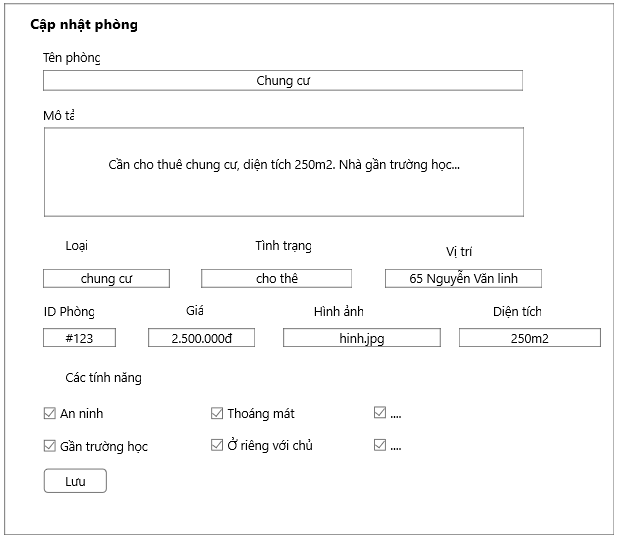 Cập nhật phòng
Tên phòng
Chung cư
Mô tả
Cần cho thuê chung cư, diện tích 250m2. Nhà gần trường học...
Loại Tình trạng Vị trí
chung cư cho thê 65 Nguyễn Văn linh
ID Phòng Giá Hình ảnh Diện tích
#123 2.500.000đ hinh.jpg 250m2
Các tính năng
An ninh Thoáng mát ....
Gần trường học Ở riêng với chủ ....
Lưu